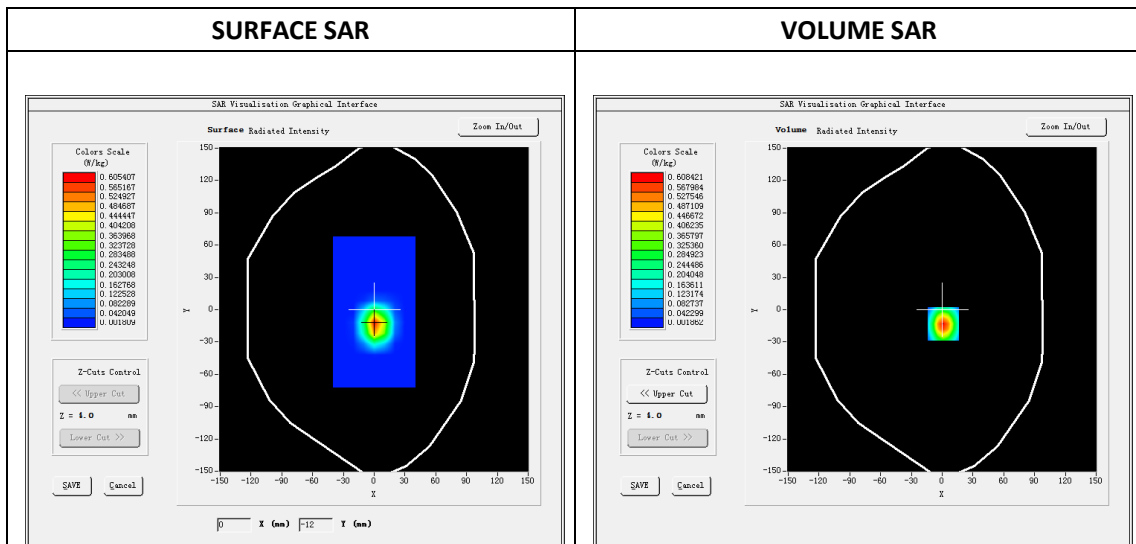 SURFACE SAR
VOLUME SAR
SAR Visualisation Graphical Interface
Surface Radiated Intensity
Zoom In/Out
Colors Scale
(W/kg)
0.605407
0.565167
0.524927
0.484687
0.444447
0.404208
0.363968
0.323728
0.283488
0.243248
0.203008
0.162768
0.122528
0.082289
0.042049
0.001809
Z-Cuts Control
<< Upper Cut
Z = 4.0 mm
Lower Cut >>
SAVE Cancel
150
120
90
60
30
0
-30
-60
-90
-120
-150
Y
-150 -120 -90 -60 -30 0 30 60 90 120 150
X
0 X (mm) -12 Y (mm)
SAR Visualisation Graphical Interface
Volume Radiated Intensity
Zoom In/Out
Colors Scale
(W/kg)
0.608421
0.567984
0.527546
0.487109
0.446672
0.406235
0.365797
0.325360
0.284923
0.244486
0.204048
0.163611
0.123174
0.082737
0.042299
0.001862
Z-Cuts Control
<< Upper Cut
Z = 4.0 mm
Lower Cut >>
SAVE Cancel
150
120
90
60
30
0
-30
-60
-90
-120
-150
Y
-150 -120 -90 -60 -30 0 30 60 90 120 150
X